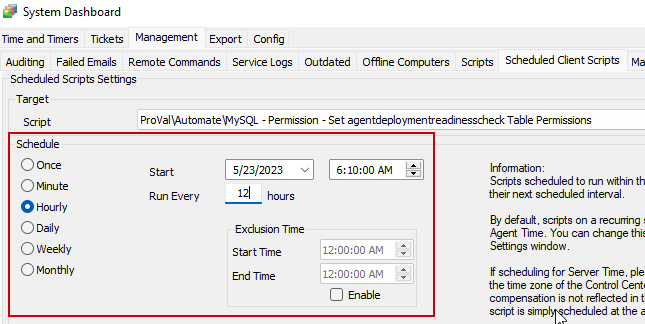 System Dashboard
Time and Timers Tickets Management Export Config
Auditing Failed Emails Remote Commands Service Logs Outdated Offline Computers Scripts Scheduled Client Scripts Ma
Scheduled Scripts Settings
Target
Script ProVal\Automate\MySQL - Permission - Set agentdeploymentreadinesscheck Table Permissions
Schedule
Once
Minute
Hourly
Daily
Weekly
Monthly
Start 5/23/2023 6:10:00 AM
Run Every 12 hours
Exclusion Time
Start Time 12:00:00 AM
End Time 12:00:00 AM
Enable
Information:
Scripts scheduled to run within th
their next scheduled interval.
By default, scripts on a recurring s
Agent Time. You can change this
Settings window.
If scheduling for Server Time, ple
the time zone of the Control Cente
compensation is not reflected in th
script is simply scheduled at the a